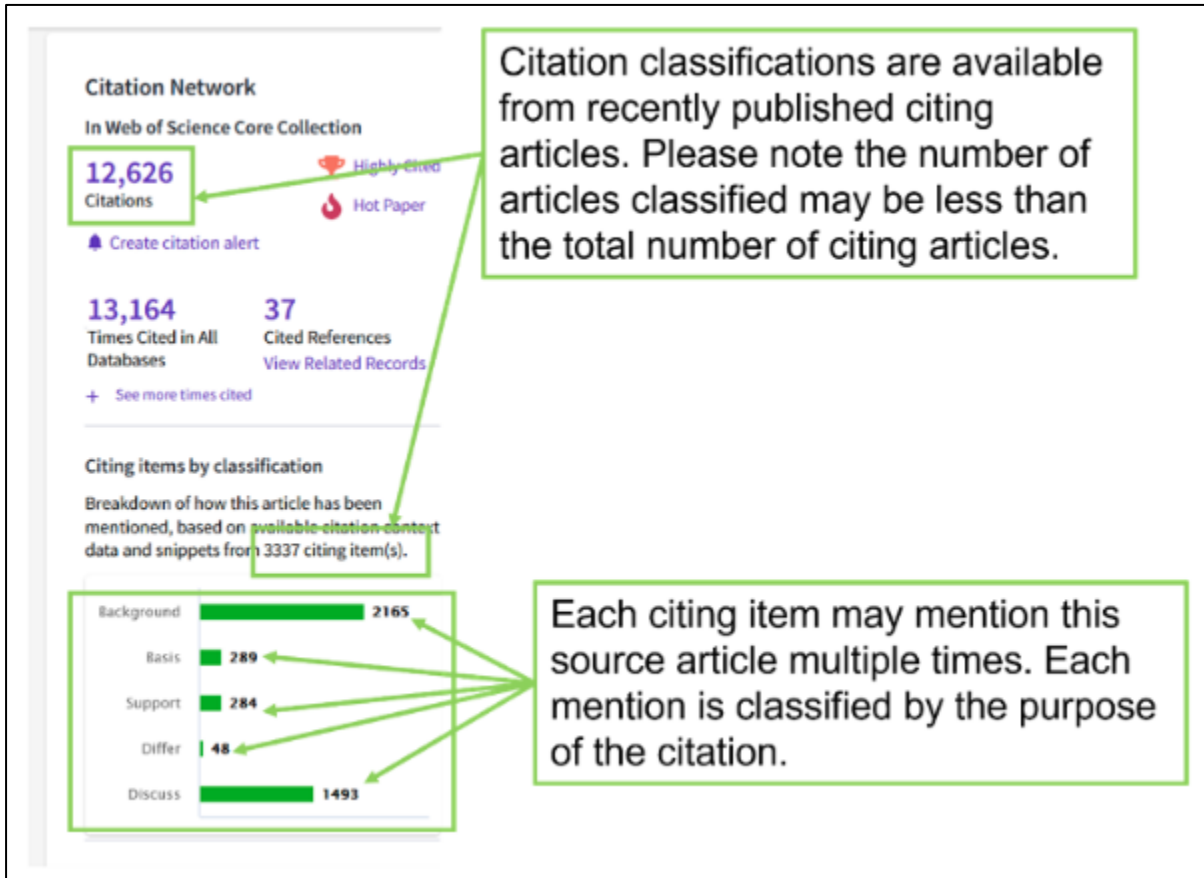 Citation Network
In Web of Science Core Collection
12,626
Citations
Highly Cited
Hot Paper
Create citation alert
13,164
Times Cited in All
Databases
37
Cited References
View Related Records
+ See more times cited
Citing items by classification
Breakdown of how this article has been
mentioned, based on available citation context
data and snippets from 3337 citing item(s).
Background 2165
Basis 289
Support 284
Differ 48
Discuss 1493
Citation classifications are available
from recently published citing
articles. Please note the number of
articles classified may be less than
the total number of citing articles.
Each citing item may mention this
source article multiple times. Each
mention is classified by the purpose
of the citation.